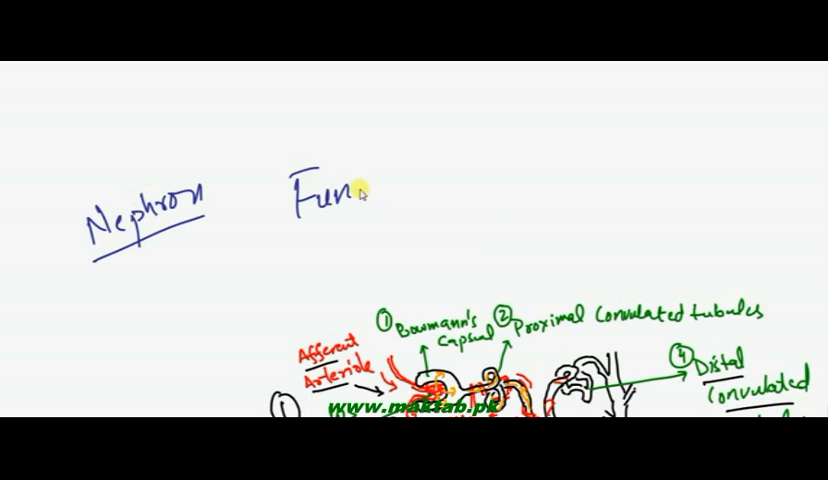 Nephron Fun
① Bowmann's Capsul
② Proximal Convulated tubules
Afferent
Arteriole
④ Distal
Convulated
①
www.maktab.pk